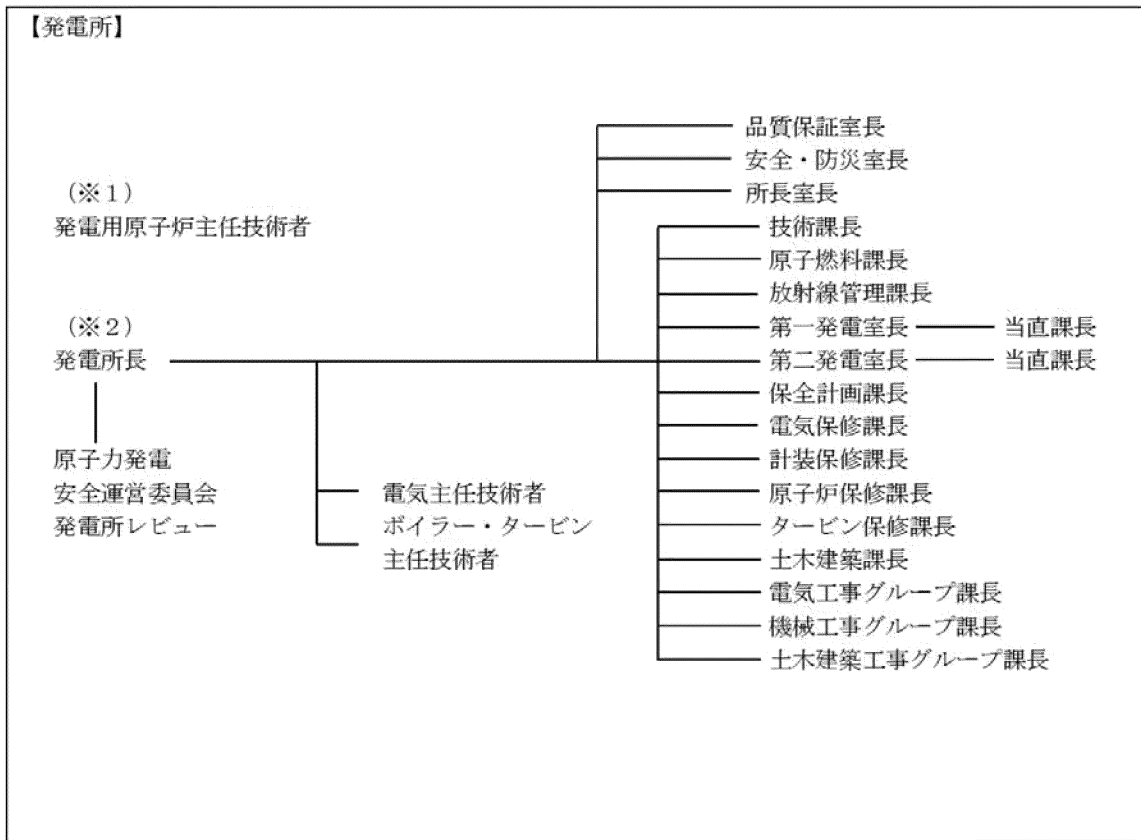 【発電所】
品質保証室長
安全・防災室長
所長室長
(※1)
発電用原子炉主任技術者
技術課長
原子燃料課長
放射線管理課長
(※2)
第一発電室長
当直課長
発電所長
第二発電室長
当直課長
保全計画課長
電気保修課長
原子力発電
安全運営委員会
発電所レビュー
計装保修課長
電気主任技術者
ボイラー・タービン
主任技術者
原子炉保修課長
タービン保修課長
土木建築課長
電気工事グループ課長
機械工事グループ課長
土木建築工事グループ課長